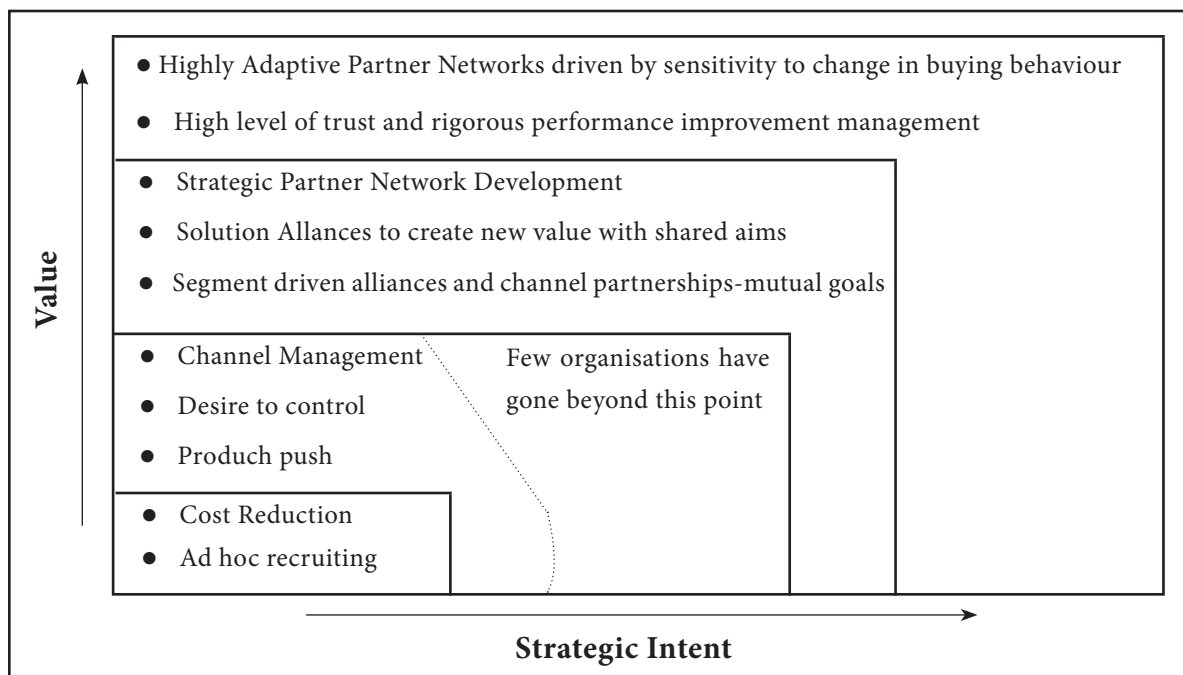 ● Highly Adaptive Partner Networks driven by sensitivity to change in buying behaviour
● High level of trust and rigorous performance improvement management
● Strategic Partner Network Development
● Solution Allances to create new value with shared aims
● Segment driven alliances and channel partnerships-mutual goals
● Channel Management
● Desire to control
● Produch push
Few organisations have
gone beyond this point
● Cost Reduction
● Ad hoc recruiting
Value
Strategic Intent